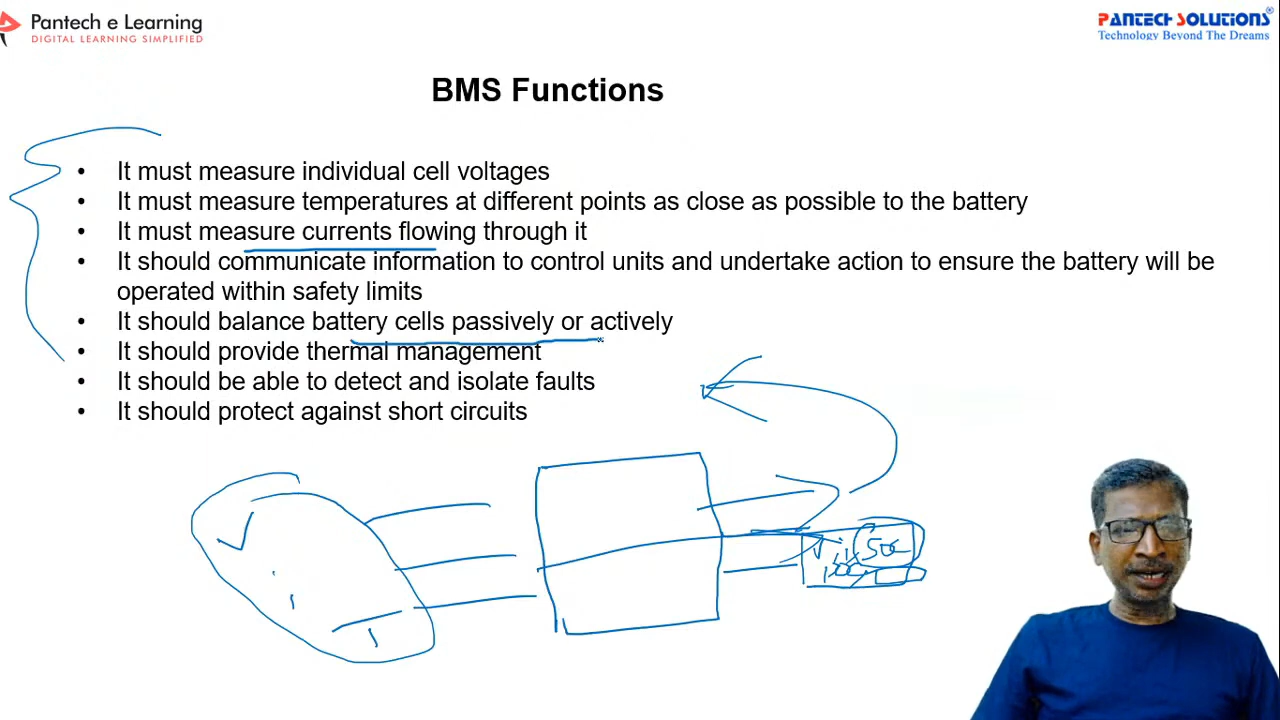 Pantech e Learning
DIGITAL LEARNING SIMPLIFIED
PANTECH SOLUTIONS
Technology Beyond The Dreams
BMS Functions
• It must measure individual cell voltages
• It must measure temperatures at different points as close as possible to the battery
• It must measure currents flowing through it
• It should communicate information to control units and undertake action to ensure the battery will be
operated within safety limits
• It should balance battery cells passively or actively
• It should provide thermal management
• It should be able to detect and isolate faults
• It should protect against short circuits